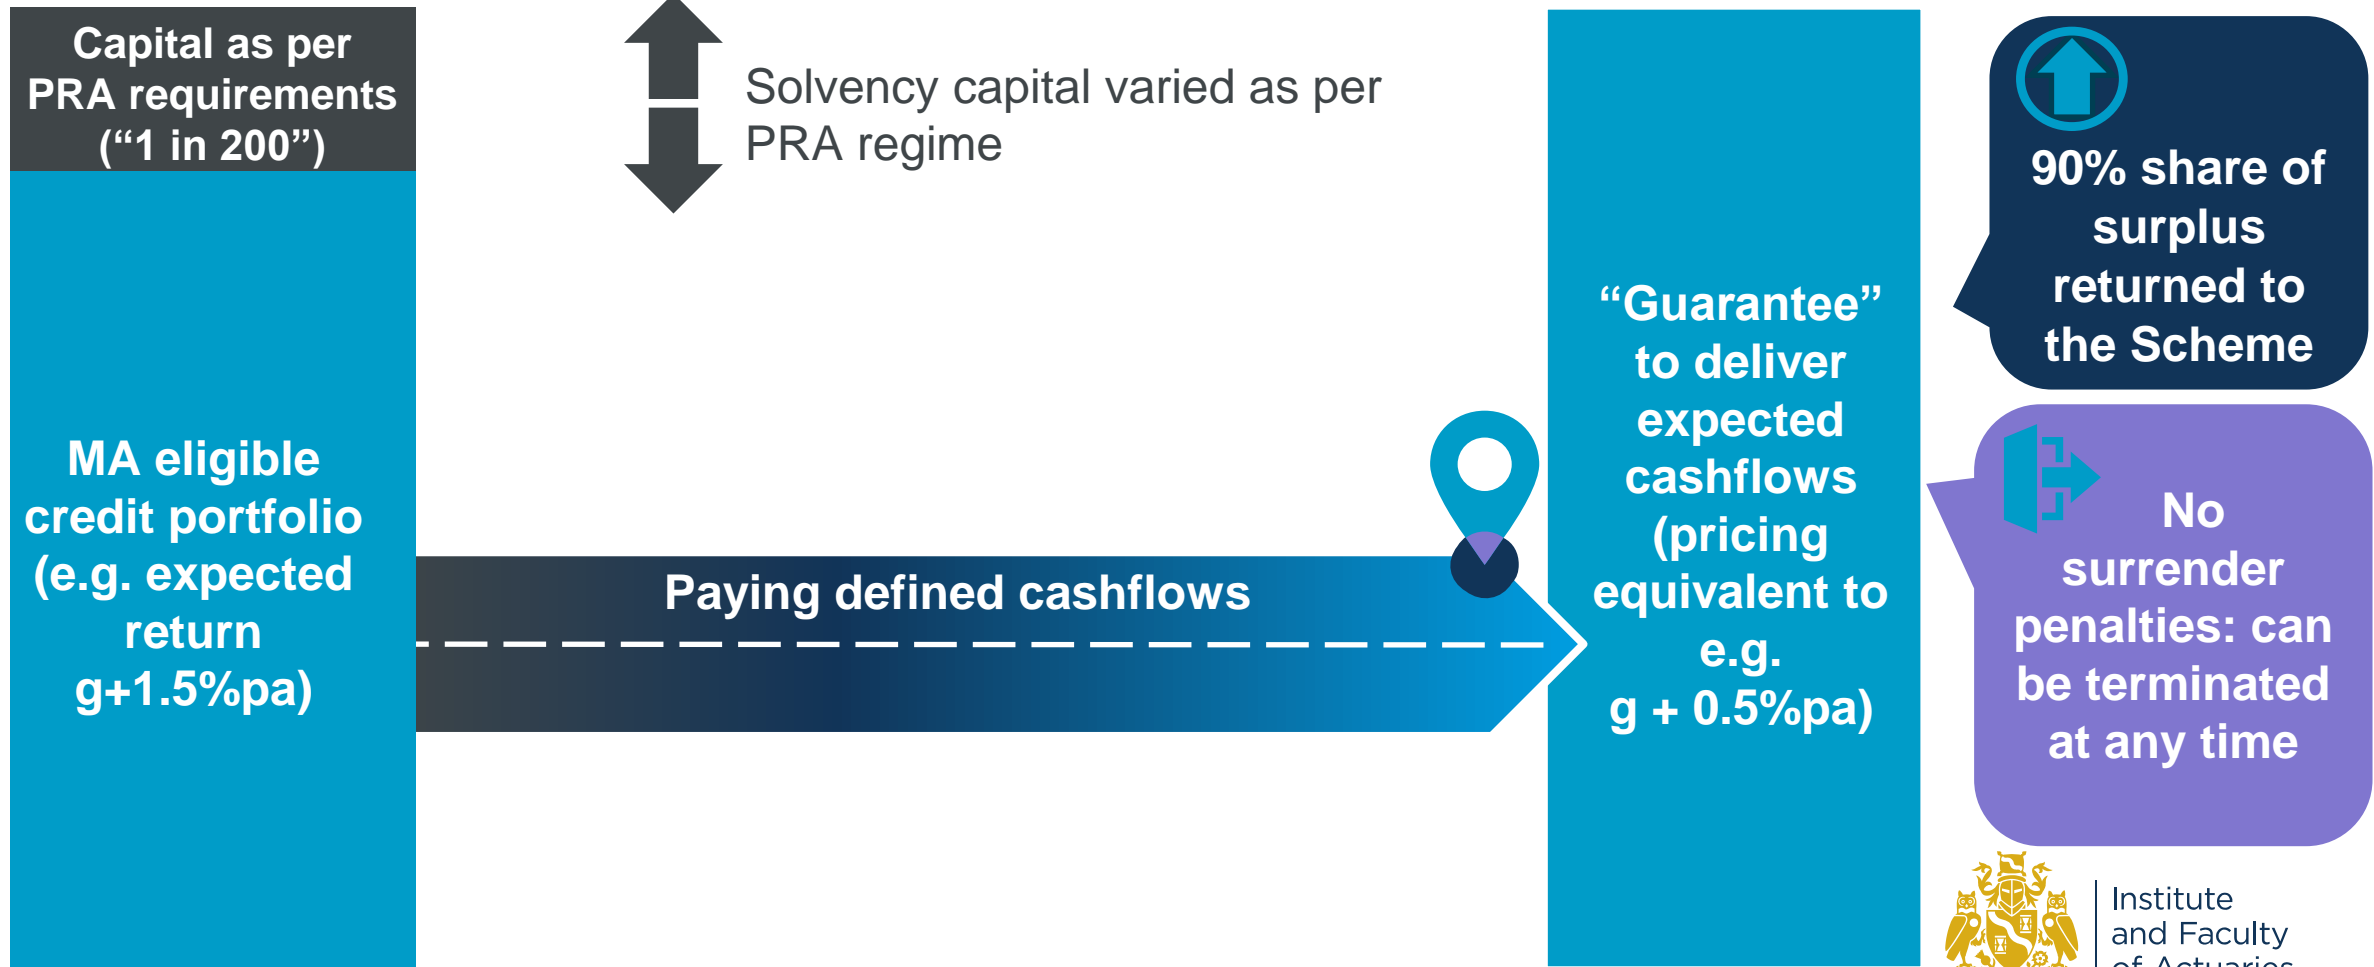 Capital as per
PRA requirements
(“1 in 200”)
MA eligible
credit portfolio
(e.g. expected
return
g+1.5%pa)
Solvency capital varied as per
PRA regime
Paying defined cashflows
“Guarantee”
to deliver
expected
cashflows
(pricing
equivalent to
e.g.
g + 0.5%pa)
90% share of
surplus
returned to
the Scheme
No
surrender
penalties: can
be terminated
at any time
Institute
and Faculty
of Actuaries